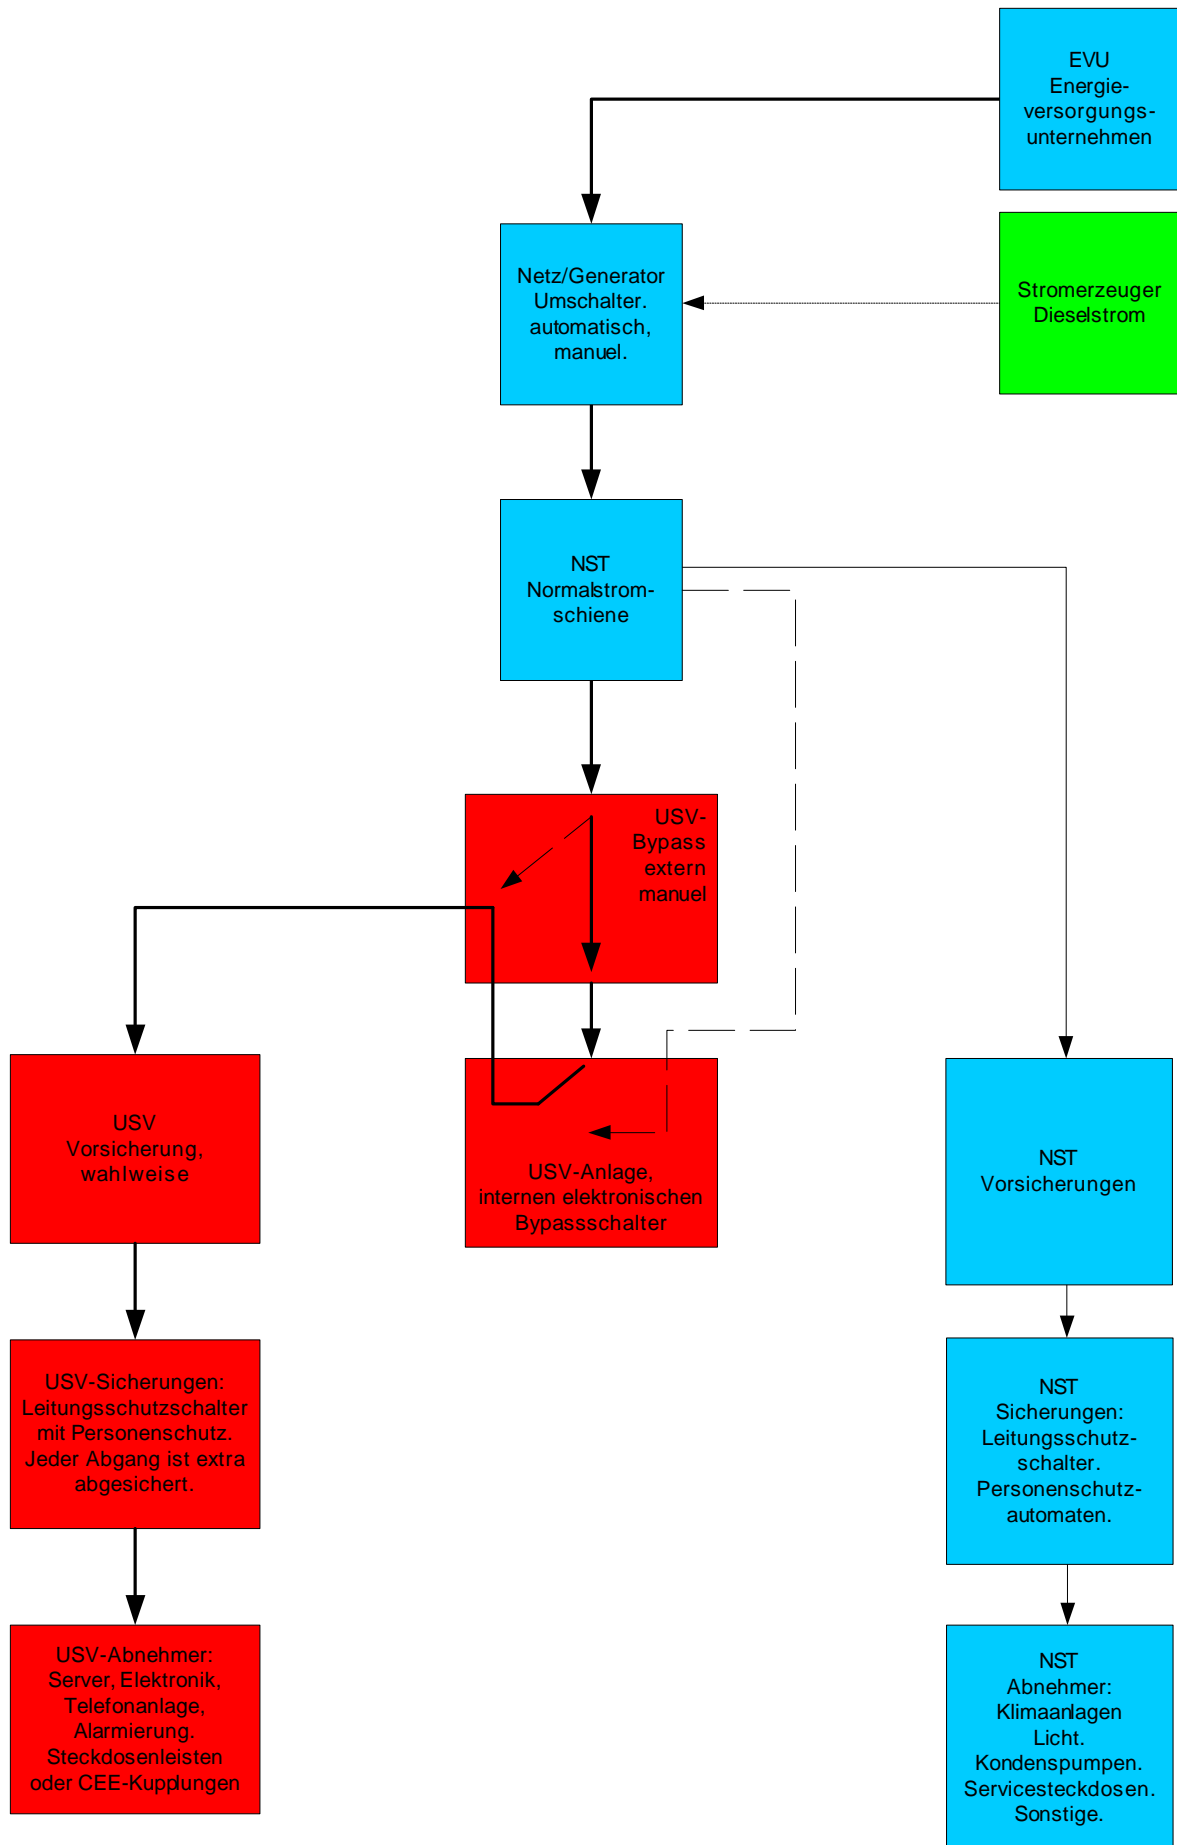 EVU
Energie-
versorgungs-
unternehmen
Netz/Generator
Umschalter.
automatisch,
manuel.
Stromerzeuger
Dieselstrom
NST
Normalstrom-
schiene
USV-
Bypass
extern
manuel
USV
Vorsicherung,
wahlweise
USV-Anlage,
internen elektronischen
Bypassschalter
NST
Vorsicherungen
USV-Sicherungen:
Leitungsschutzschalter
mit Personenschutz.
Jeder Abgang ist extra
abgesichert.
NST
Sicherungen:
Leitungsschutz-
schalter.
Personenschutz-
automaten.
USV-Abnehmer:
Server, Elektronik,
Telefonanlage,
Alarmierung.
Steckdosenleisten
oder CEE-Kupplungen
NST
Abnehmer:
Klimaanlagen
Licht.
Kondenspumpen.
Servicesteckdosen.
Sonstige.